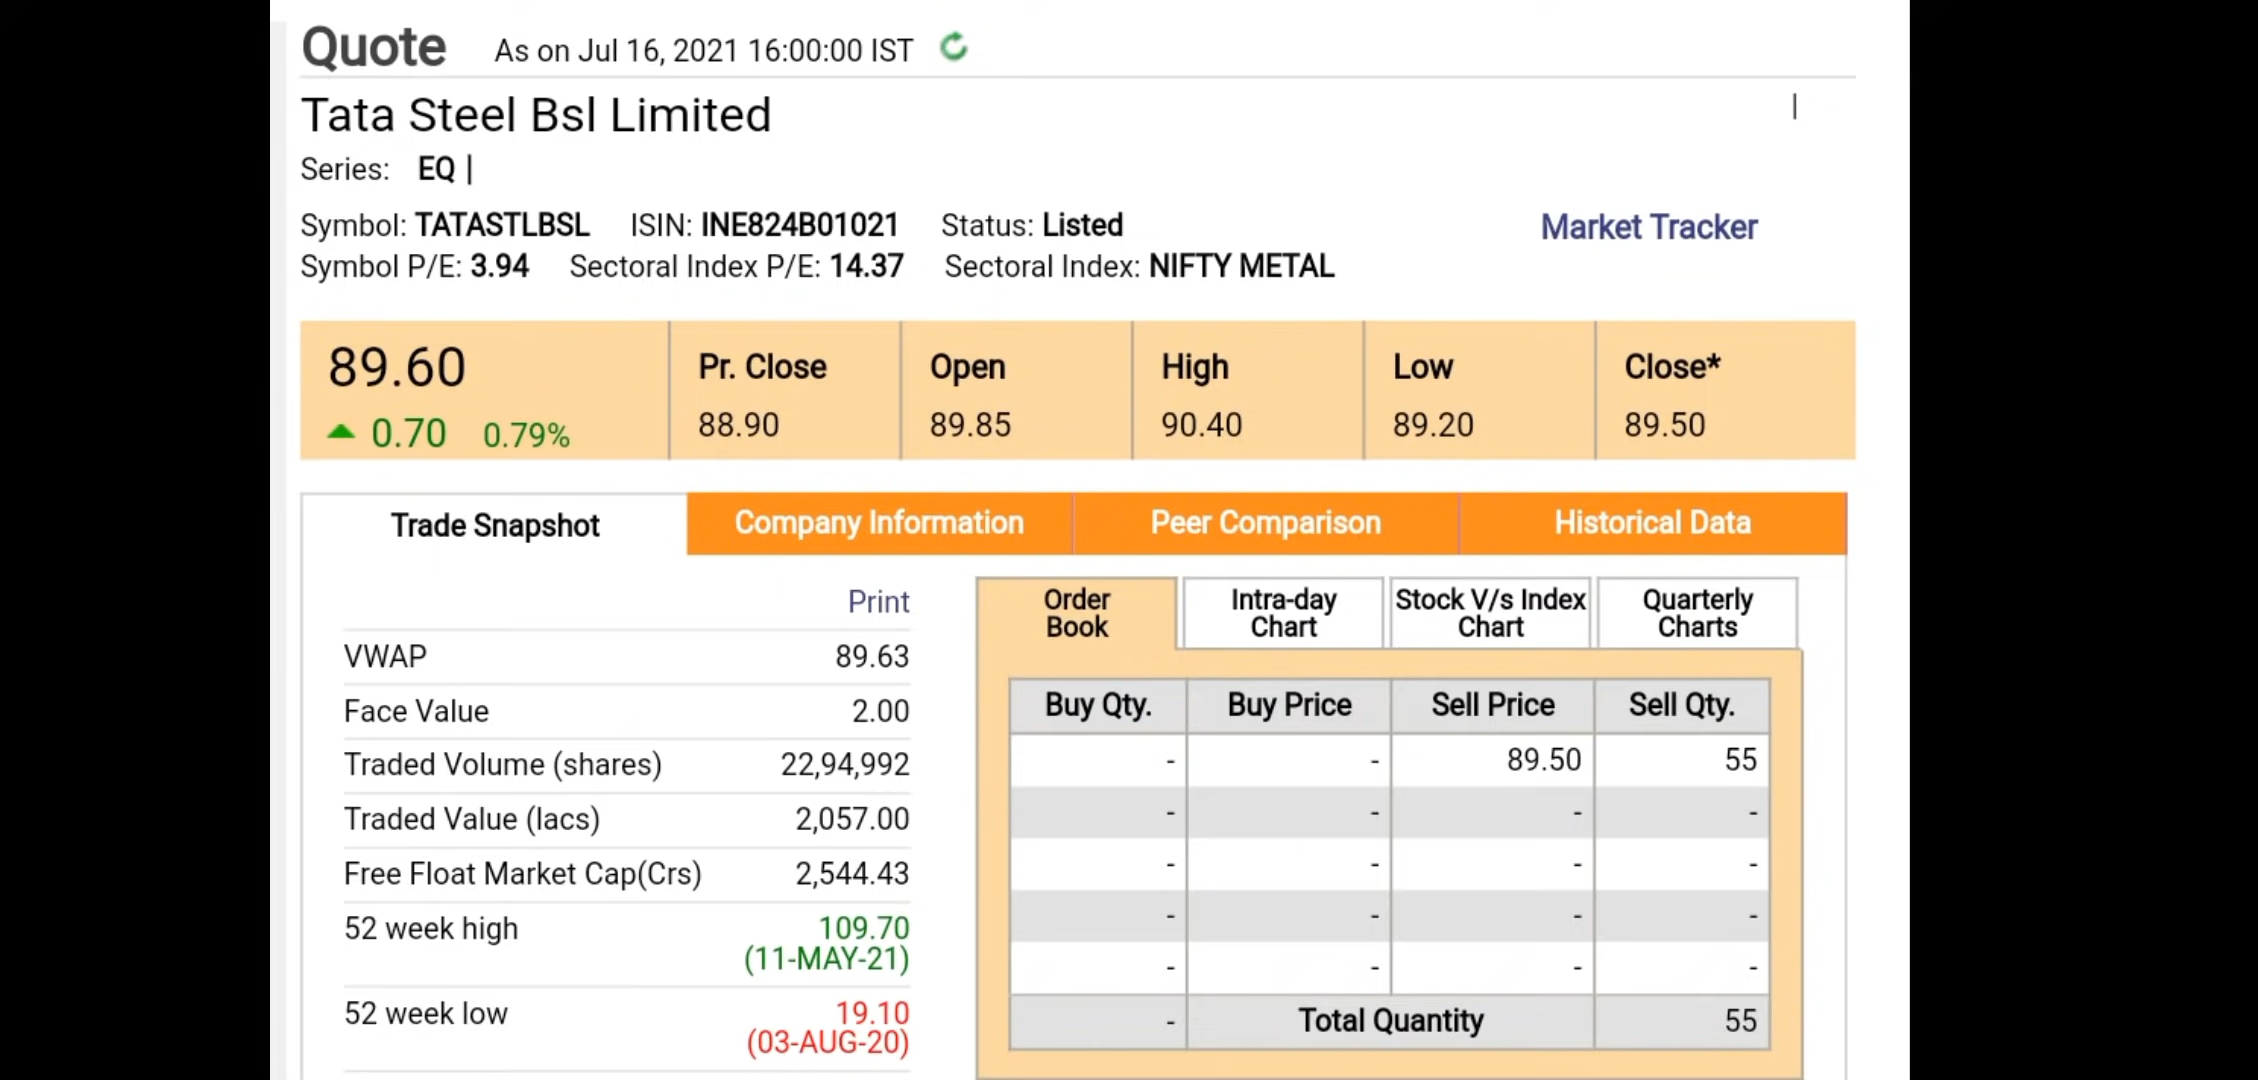 Quote As on Jul 16, 2021 16:00:00 IST
Tata Steel Bsl Limited |
Series: EQ |
Symbol: TATASTLBSL ISIN: INE824B01021 Status: Listed Market Tracker
Symbol P/E: 3.94 Sectoral Index P/E: 14.37 Sectoral Index: NIFTY METAL
89.60 Pr. Close Open High Low Close*
0.70 0.79% 88.90 89.85 90.40 89.20 89.50
Trade Snapshot Company Information Peer Comparison Historical Data
Print
VWAP 89.63
Face Value 2.00
Traded Volume (shares) 22,94,992
Traded Value (lacs) 2,057.00
Free Float Market Cap(Crs) 2,544.43
52 week high 109.70
(11-MAY-21)
52 week low 19.10
(03-AUG-20)
Order Intra-day Stock V/s Index Quarterly
Book Chart Chart Charts
Buy Qty. Buy Price Sell Price Sell Qty.
- - 89.50 55
- - - -
- - - -
- - - -
- - - -
- Total Quantity 55